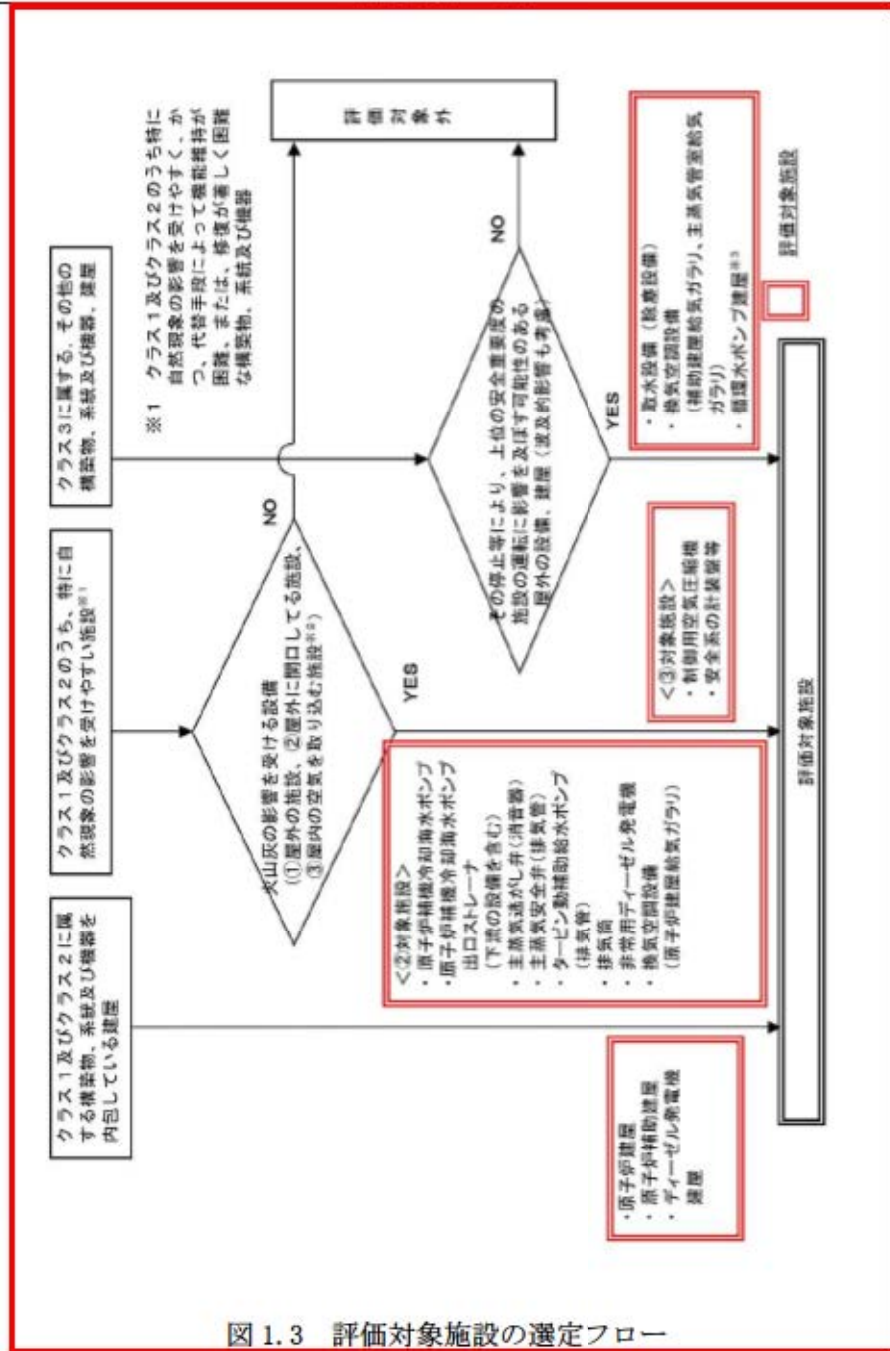 クラス1及びクラス2に属
する構築物、系統及び機器を
内包している建屋
クラス1及びクラス2のうち、特に自
然現象の影響を受けやすい施設※1
クラス3に属する、その他の
構築物、系統及び機器、建屋
※1 クラス1及びクラス2のうち特に
自然現象の影響を受けやすく、か
つ、代替手段によって機能維持が
困難、または、修復が著しく困難
な構築物、系統及び機器
火山灰の影響を受ける設備
(①屋外の施設、②屋外に開口してる施設、
③屋内の空気を取り込む施設※2)
NO
YES
その停止等により、上位の安全重要度の
施設の運転に影響を及ぼす可能性のある
屋外の設備、建屋(波及的影響も考慮)
NO
YES
評価対象外
・原子炉建屋
・原子炉補助建屋
・ディーゼル発電機
建屋
<②対象施設>
・原子炉補機冷却海水ポンプ
・原子炉補機冷却海水ポンプ
出口ストレーナ
(下流の設備を含む)
・主蒸気逃がし弁(消音器)
・主蒸気安全弁(排気管)
・タービン動補助給水ポンプ
(排気管)
・排気筒
・非常用ディーゼル発電機
・換気空調設備
(原子炉建屋給気ガラリ)
<③対象施設>
・制御用空気圧縮機
・安全系の計装盤等
・取水設備(除塵設備)
・換気空調設備
(補助建屋給気ガラリ、主蒸気管室給気
ガラリ)
・循環水ポンプ建屋※3
評価対象施設
評価対象施設
図 1.3 評価対象施設の選定フロー